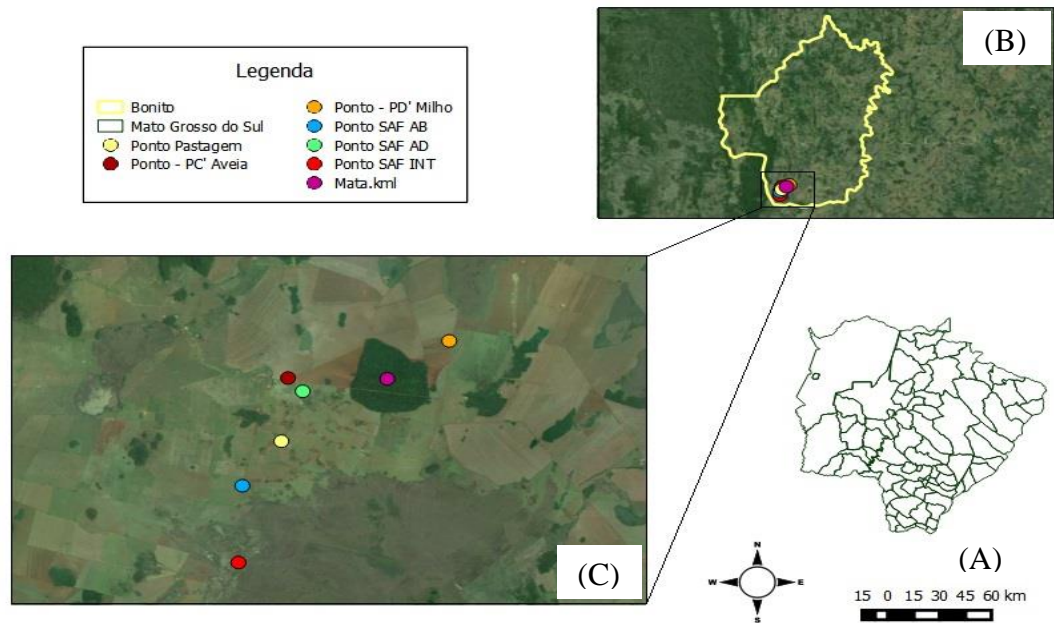 Legenda
Bonito
Mato Grosso do Sul
Ponto Pastagem
Ponto - PC' Aveia
Ponto - PD' Milho
Ponto SAF AB
Ponto SAF AD
Ponto SAF INT
Mata.kml
(B)
(C)
(A)
N
W
E
S
15 0 15 30 45 60 km